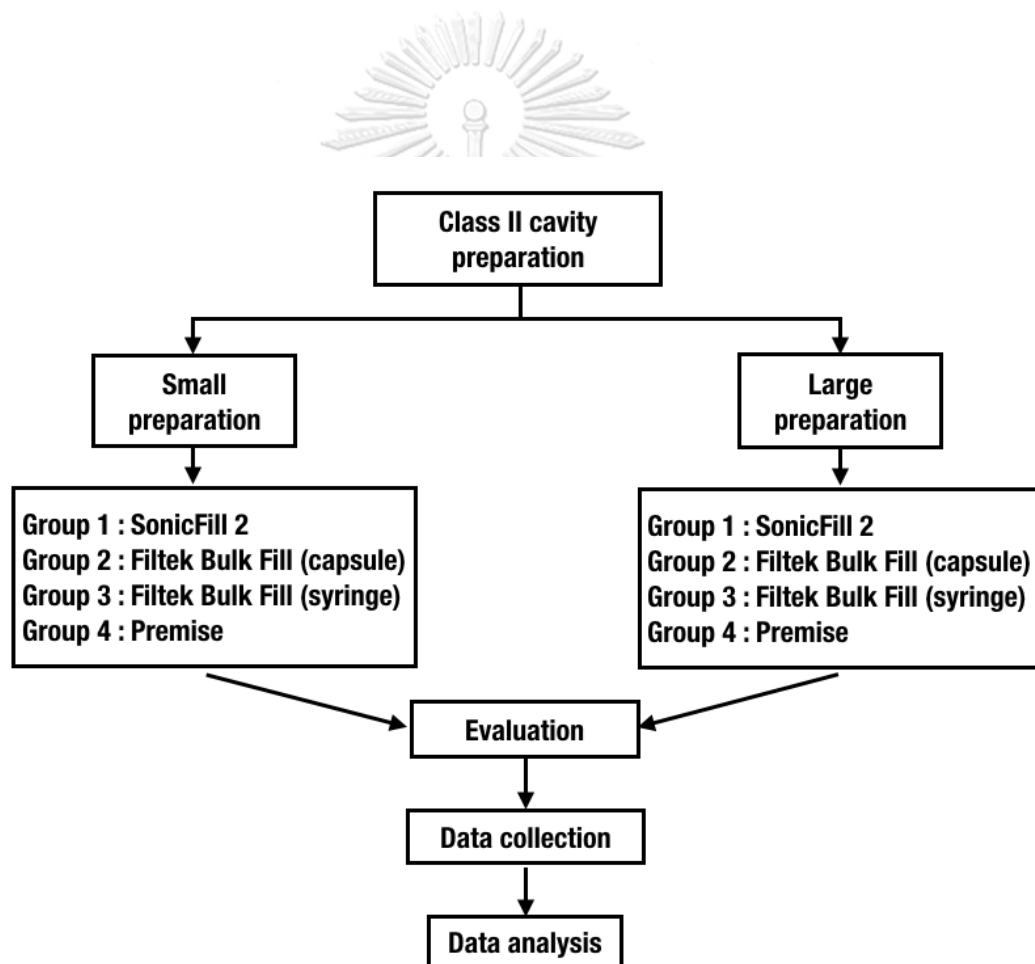 Class II cavity
preparation
Small
preparation
Large
preparation
Group 1 : SonicFill 2
Group 2 : Filtek Bulk Fill (capsule)
Group 3 : Filtek Bulk Fill (syringe)
Group 4 : Premise
Group 1 : SonicFill 2
Group 2 : Filtek Bulk Fill (capsule)
Group 3 : Filtek Bulk Fill (syringe)
Group 4 : Premise
Evaluation
Data collection
Data analysis